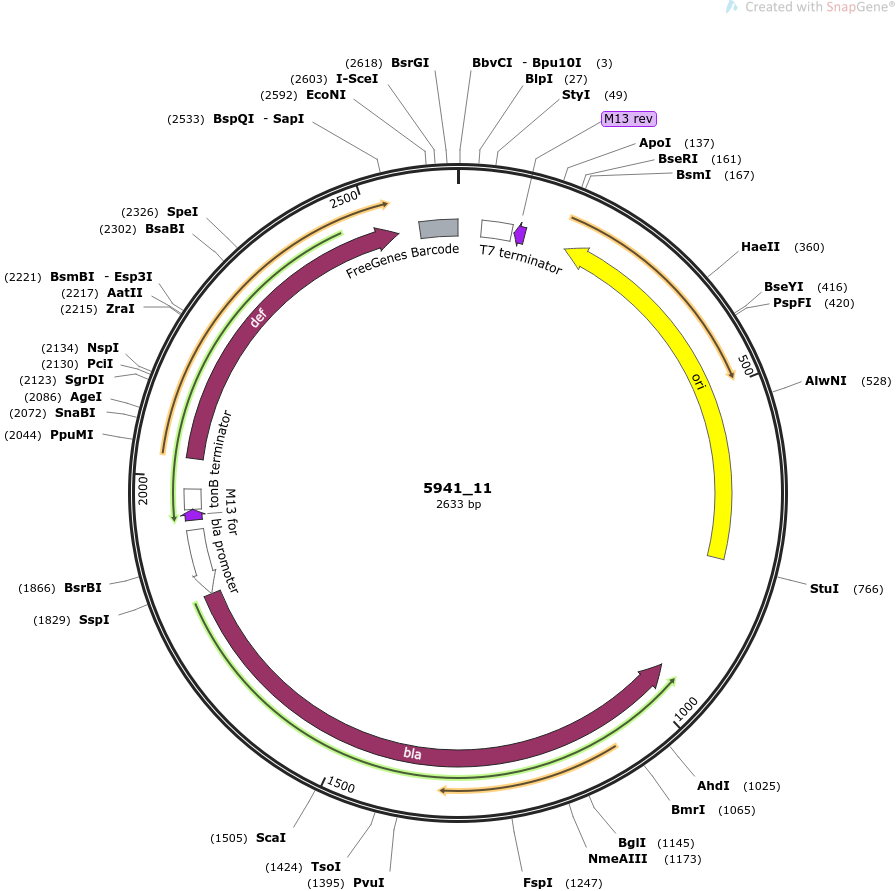 Created with SnapGene®
(2618) BsrGI
BbvCI - Bpu10I (3)
(2603) I-SceI
BlpI (27)
(2592) EcoNI
StyI (49)
(2533) BspQI - SapI
M13 rev
ApoI (137)
BseRI (161)
BsmI (167)
2500
(2326) SpeI
(2302) BsaBI
HaeII (360)
T7 terminator
FreeGenes Barcode
(2221) BsmBI - Esp3I
(2217) AatII
(2215) ZraI
BseYI (416)
PspFI (420)
def
(2134) NspI
(2130) PciI
(2123) SgrDI
(2086) AgeI
(2072) SnaBI
(2044) PpuMI
500
ori
AlwNI (528)
tonB terminator
2000
M13 for
5941_11
2633 bp
bla promoter
(1866) BsrBI
(1829) SspI
StuI (766)
1000
bla
1500
AhdI (1025)
BmrI (1065)
(1505) ScaI
BglI (1145)
NmeAIII (1173)
(1424) TsoI
(1395) PvuI
FspI (1247)